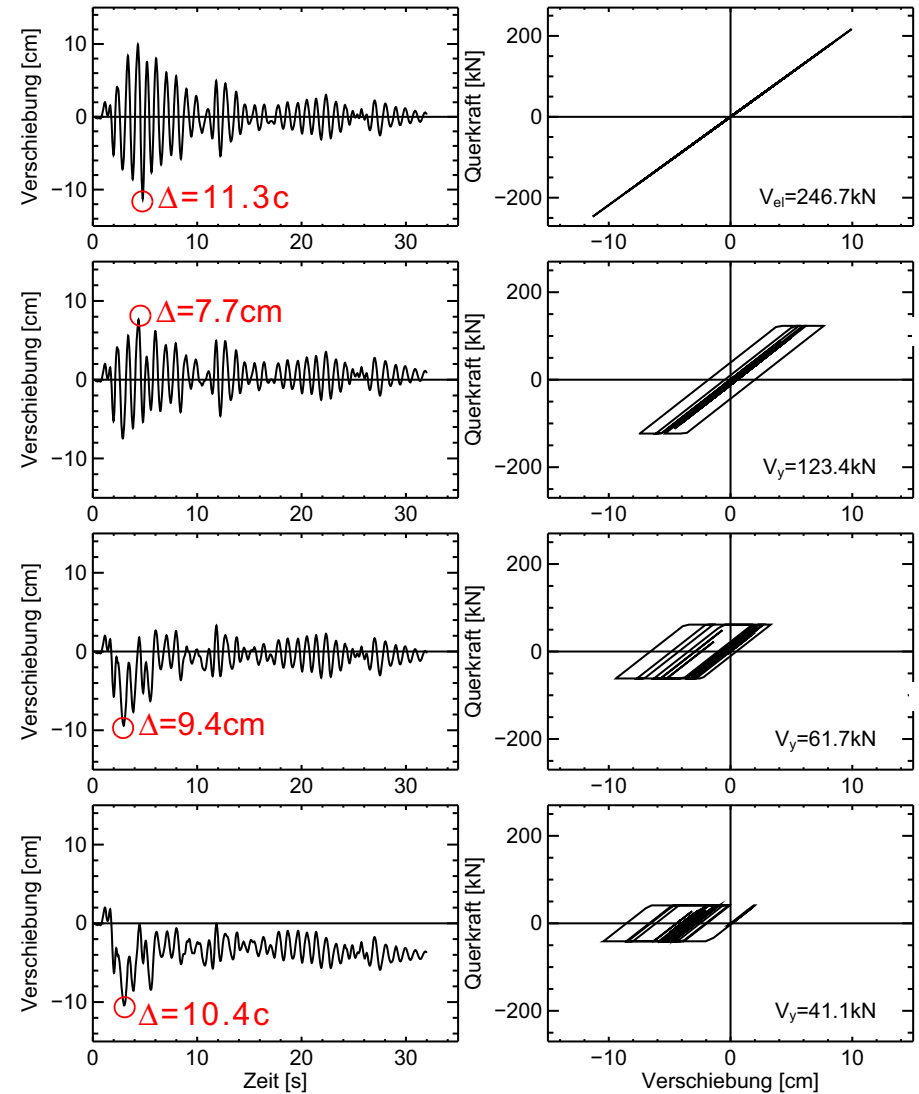 Verschiebung [cm]
10
0
−10
Δ=11.3c
0 10 20 30
Querkraft [kN]
200
0
−200
V_el=246.7kN
−10 0 10
Verschiebung [cm]
10
0
−10
Δ=7.7cm
0 10 20 30
Querkraft [kN]
200
0
−200
V_y=123.4kN
−10 0 10
Verschiebung [cm]
10
0
−10
Δ=9.4cm
0 10 20 30
Querkraft [kN]
200
0
−200
V_y=61.7kN
−10 0 10
Verschiebung [cm]
10
0
−10
Δ=10.4c
0 10 20 30
Zeit [s]
Querkraft [kN]
200
0
−200
V_y=41.1kN
−10 0 10
Verschiebung [cm]